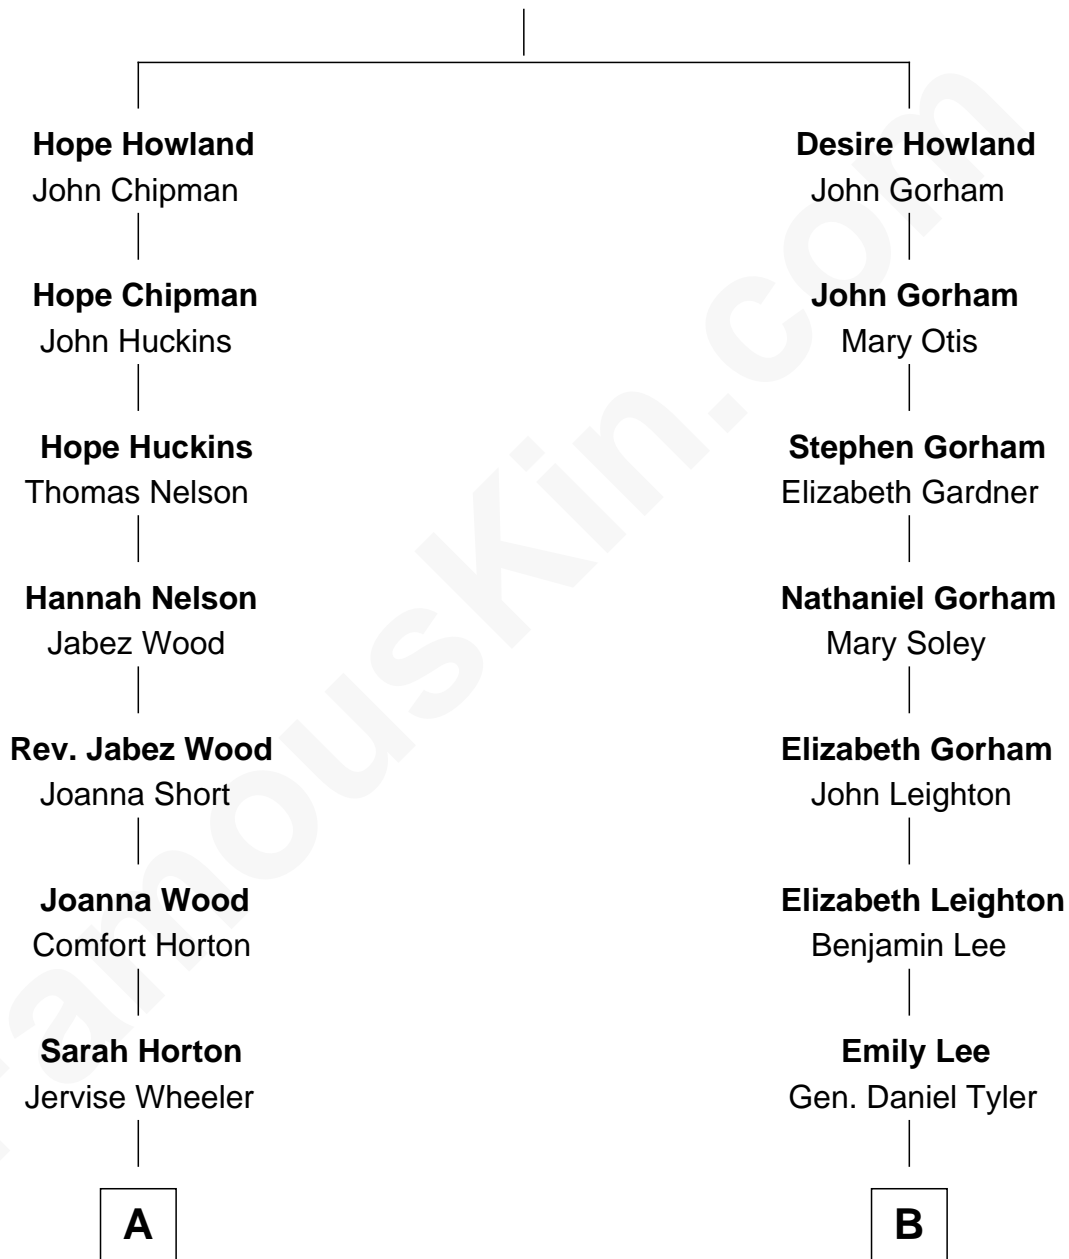 Hope Howland
John Chipman
Desire Howland
John Gorham
Hope Chipman
John Huckins
John Gorham
Mary Otis
Hope Huckins
Thomas Nelson
Stephen Gorham
Elizabeth Gardner
Hannah Nelson
Jabez Wood
Nathaniel Gorham
Mary Soley
Rev. Jabez Wood
Joanna Short
Elizabeth Gorham
John Leighton
Joanna Wood
Comfort Horton
Elizabeth Leighton
Benjamin Lee
Sarah Horton
Jervise Wheeler
Emily Lee
Gen. Daniel Tyler
A
B
FamousKin.com